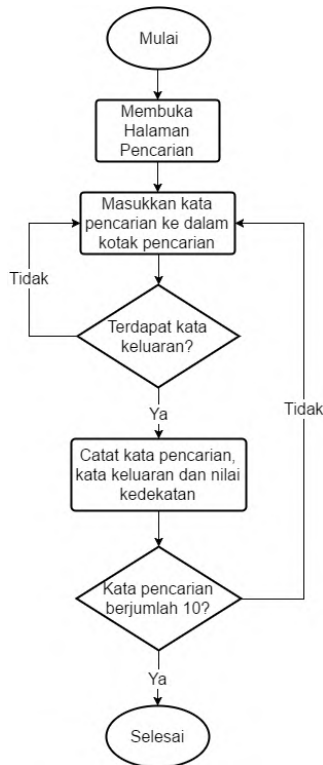 Mulai
Membuka
Halaman
Pencarian
Masukkan kata
pencarian ke dalam
kotak pencarian
Tidak
Terdapat kata
keluaran?
Ya
Tidak
Catat kata pencarian,
kata keluaran dan nilai
kedekatan
Kata pencarian
berjumlah 10?
Ya
Selesai